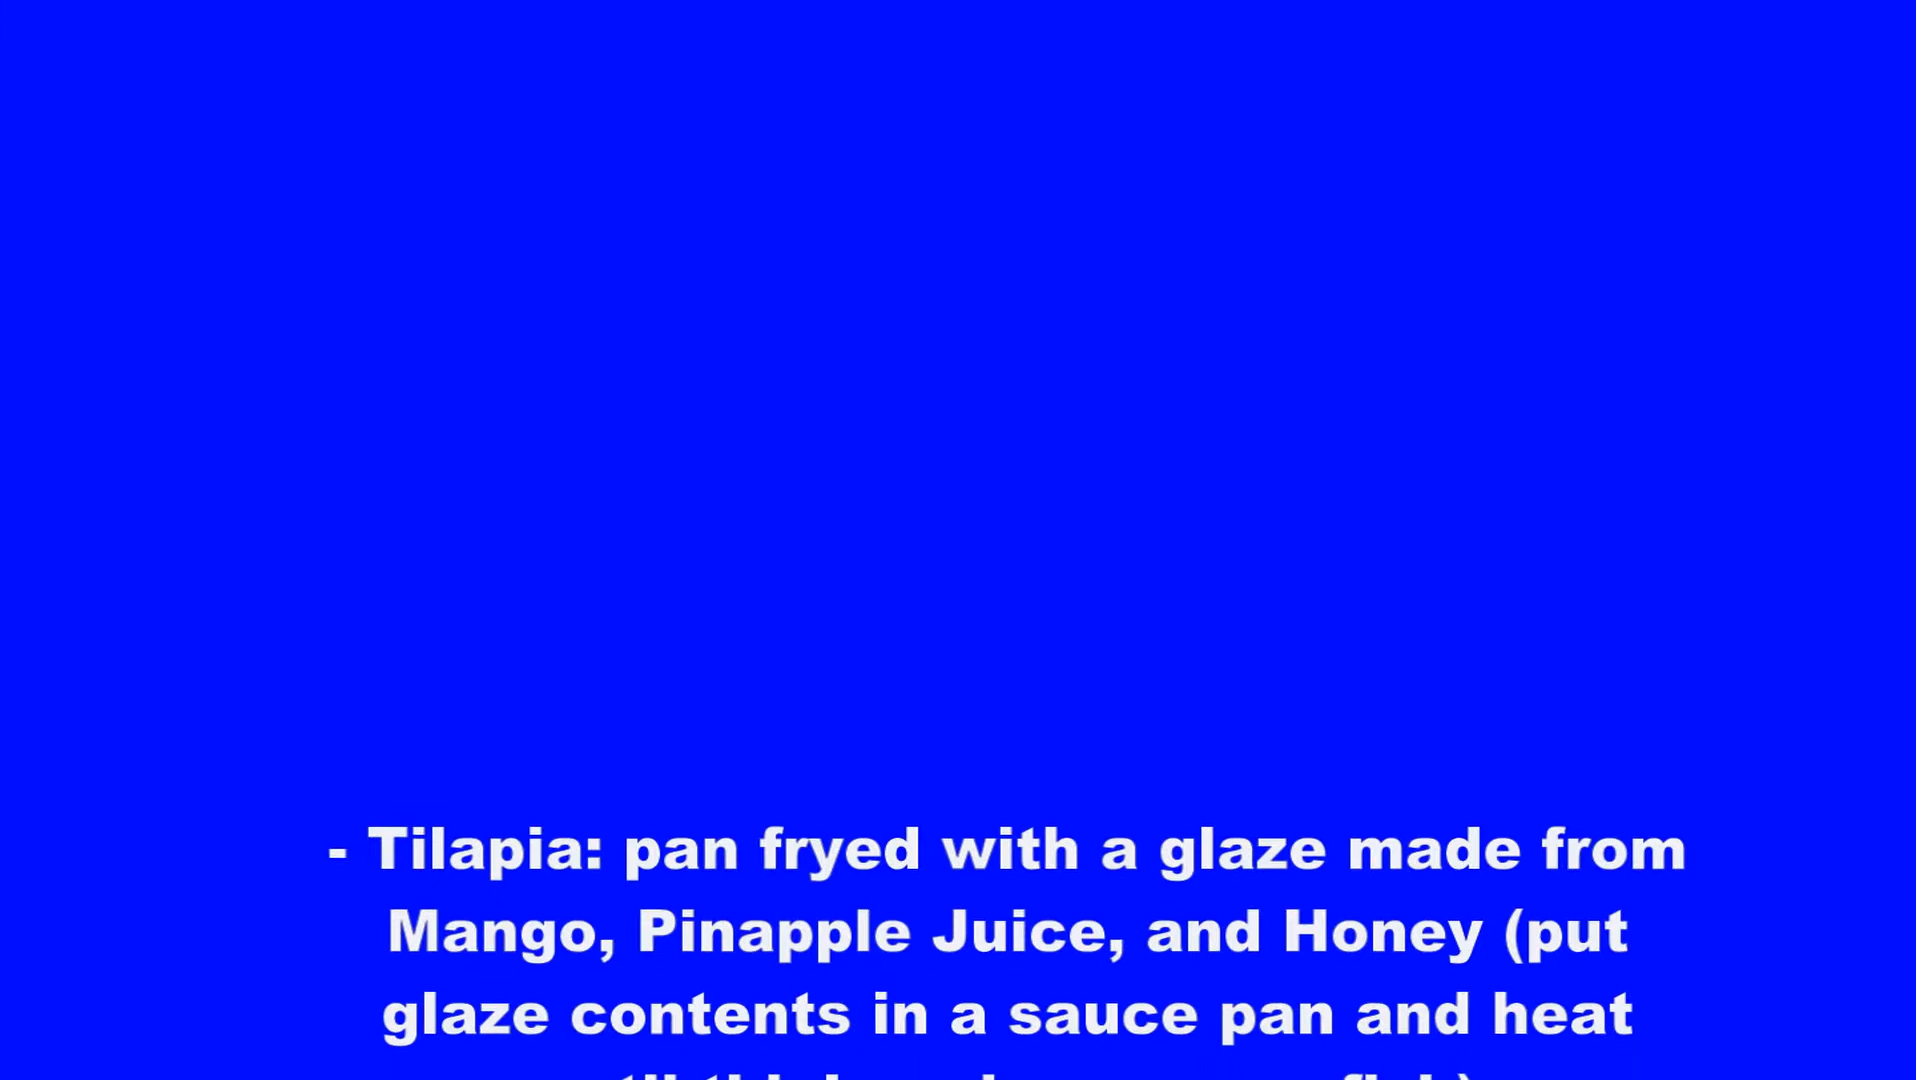 - Tilapia: pan fryed with a glaze made from
Mango, Pinapple Juice, and Honey (put
glaze contents in a sauce pan and heat